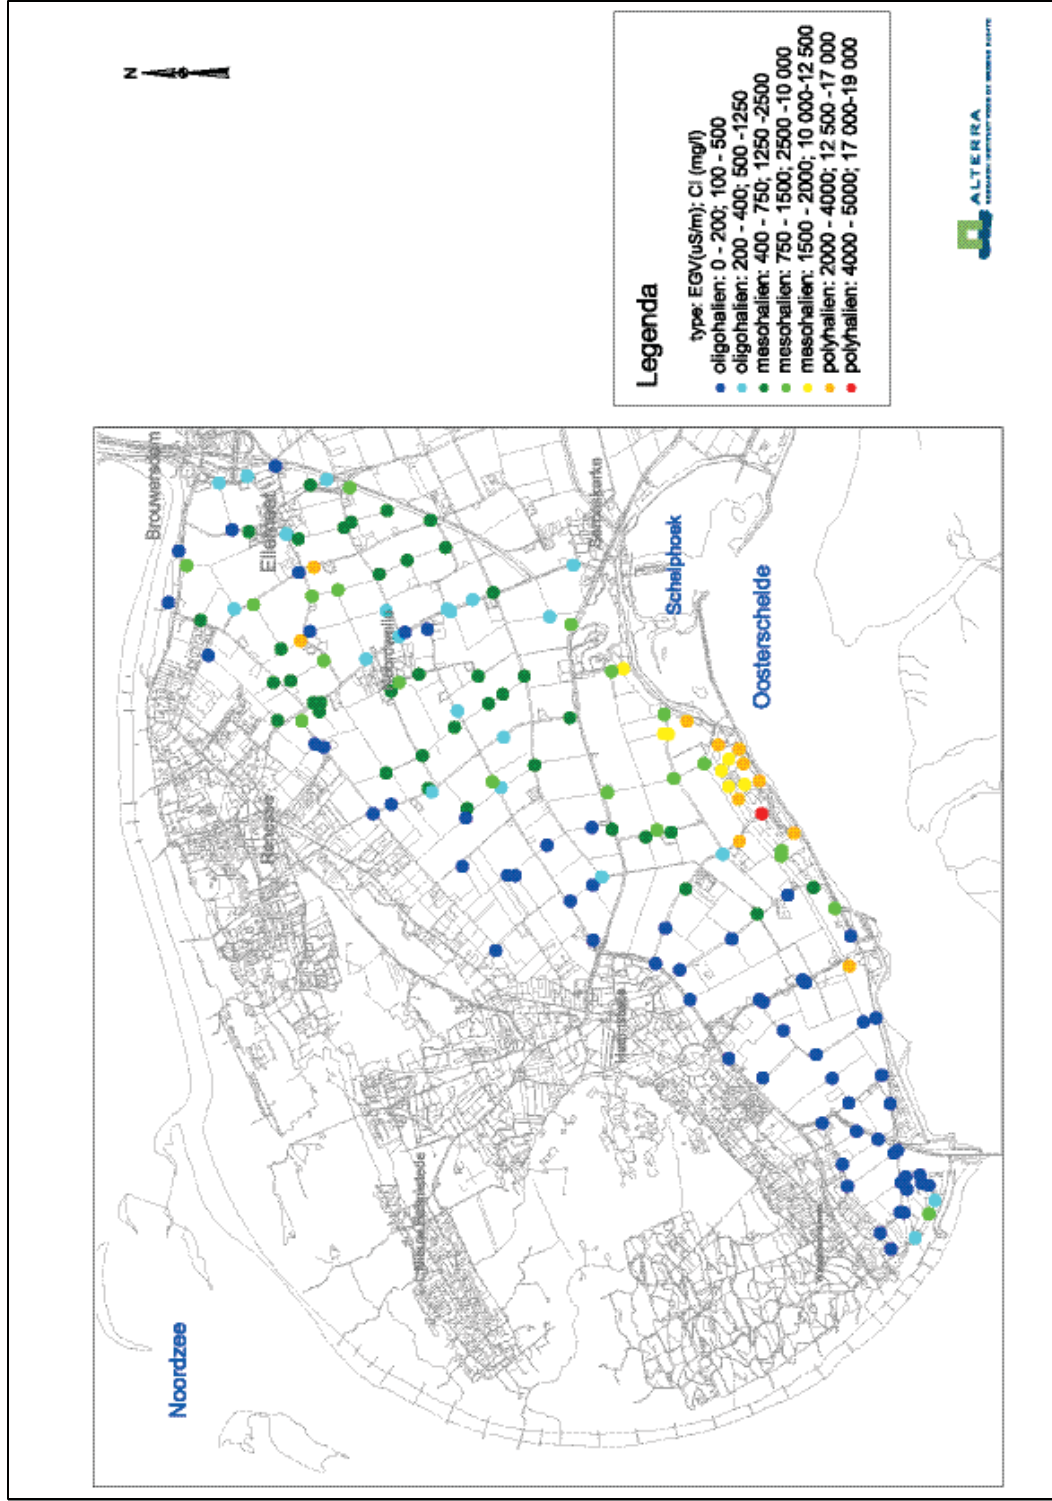 N
Legenda
type: EGV(uS/m); Cl (mg/l)
oligohalien: 0 - 200; 100 - 500
oligohalien: 200 - 400; 500 -1250
mesohalien: 400 - 750; 1250 -2500
mesohalien: 750 - 1500; 2500 -10 000
mesohalien: 1500 - 2000; 10 000-12 500
polyhalien: 2000 - 4000; 12 500 -17 000
polyhalien: 4000 - 5000; 17 000-19 000
ALTERRA
Noordzee
Brouwersdam
Ellemeet
Renesse
Serooskerke
Schelphoek
Oosterschelde